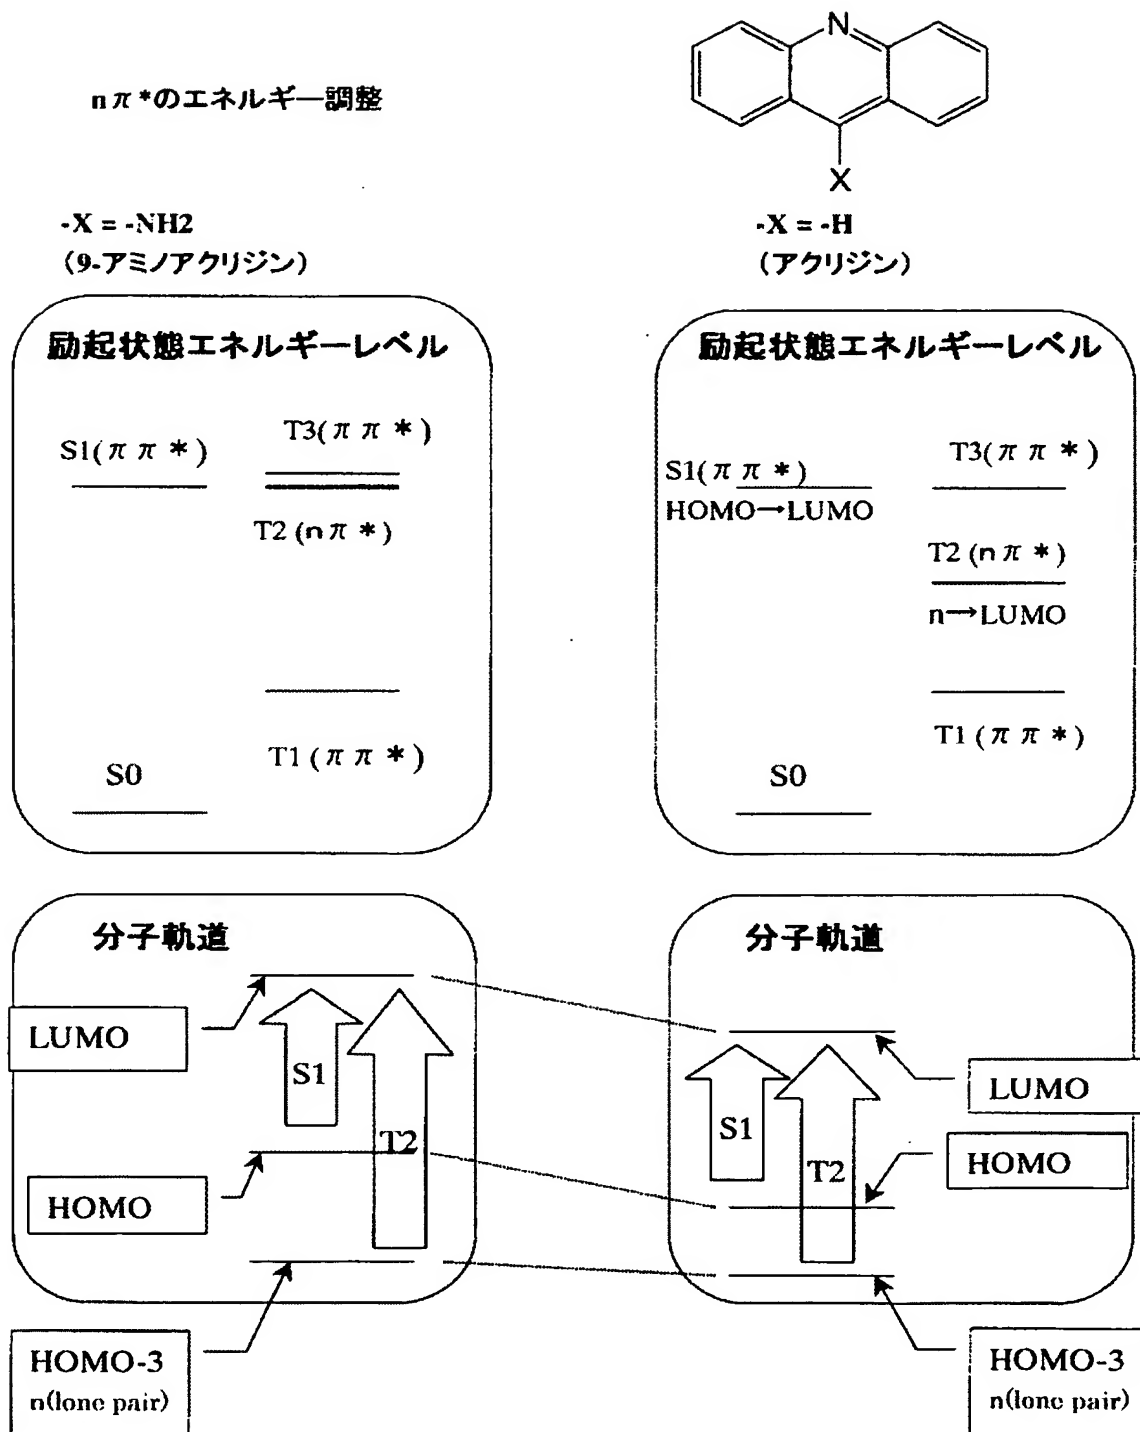 nπ*のエネルギー調整
N
X
-X = -NH2
(9-アミノアクリジン)
-X = -H
(アクリジン)
励起状態エネルギーレベル
S1(ππ*)
T3(ππ*)
T2(nπ*)
T1(ππ*)
S0
励起状態エネルギーレベル
S1(ππ*)
HOMO→LUMO
T3(ππ*)
T2(nπ*)
n→LUMO
T1(ππ*)
S0
分子軌道
LUMO
S1
T2
HOMO
HOMO-3
n(lone pair)
分子軌道
S1
T2
LUMO
HOMO
HOMO-3
n(lone pair)